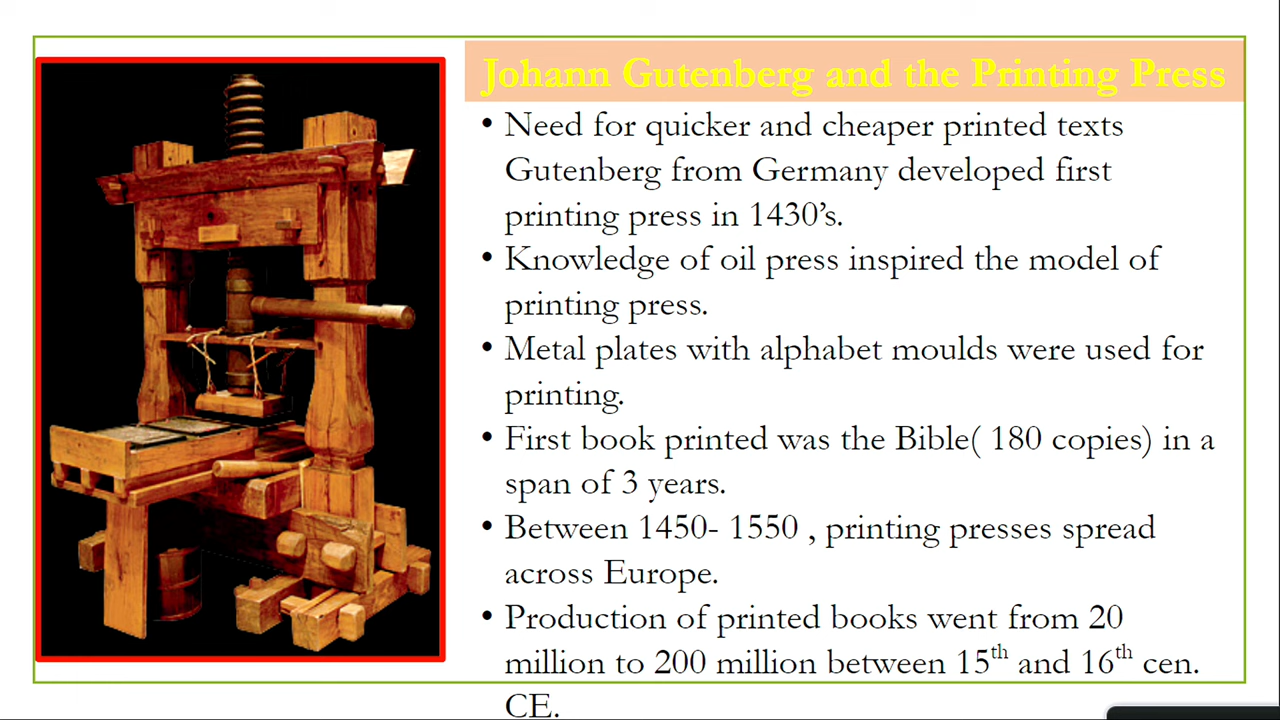 Johann Gutenberg and the Printing Press
• Need for quicker and cheaper printed texts
Gutenberg from Germany developed first
printing press in 1430’s.
• Knowledge of oil press inspired the model of
printing press.
• Metal plates with alphabet moulds were used for
printing.
• First book printed was the Bible( 180 copies) in a
span of 3 years.
• Between 1450- 1550 , printing presses spread
across Europe.
• Production of printed books went from 20
million to 200 million between 15th and 16th cen.
CE.